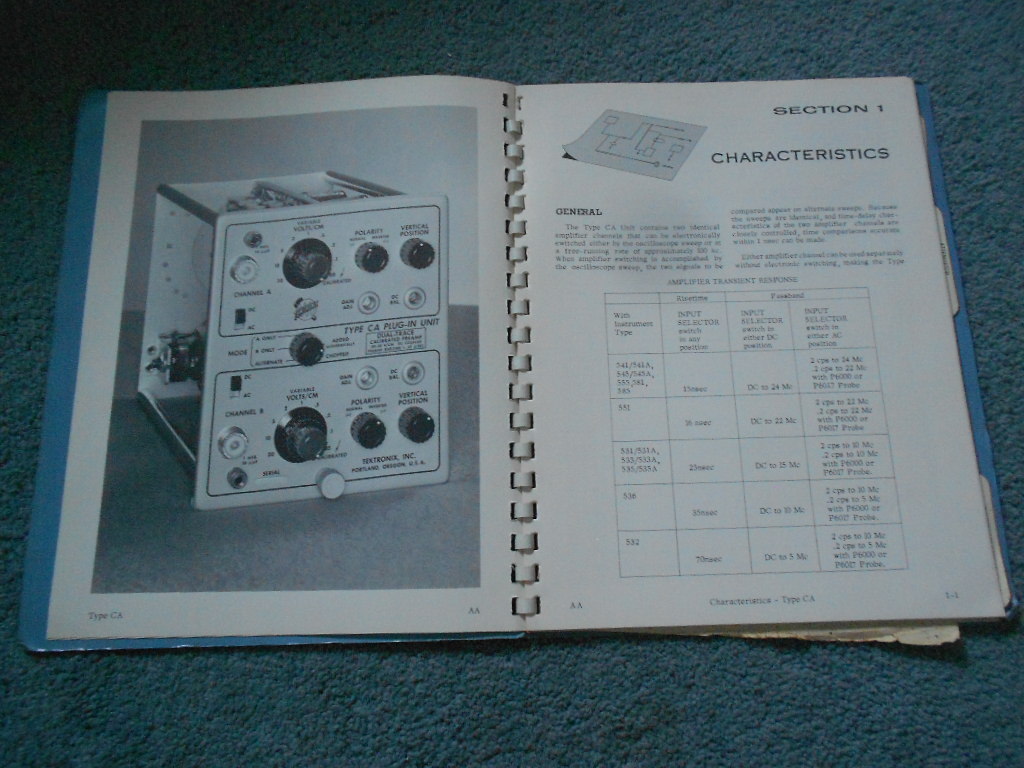 VARIABLE
VOLTS/CM
POLARITY
VERTICAL
POSITION
CHANNEL A
CALIBRATED
DC
AC
GAIN
ADJ.
DC
BAL.
TYPE CA PLUG-IN UNIT
MODE
A ONLY
B ONLY
ALTERNATE
ADDED
ALGEBRAICALLY
CHOPPED
DUAL-TRACE
CALIBRATED PREAMP
DC
AC
GAIN
ADJ.
DC
BAL.
CHANNEL B
VARIABLE
VOLTS/CM
POLARITY
VERTICAL
POSITION
CALIBRATED
SERIAL
TEKTRONIX, INC.
PORTLAND, OREGON, U.S.A.
Type CA
AA
SECTION 1
CHARACTERISTICS
GENERAL
The Type CA Unit contains two identical
amplifier channels that can be electronically
switched either by the oscilloscope sweep or at
a free-running rate of approximately 100 kc.
When amplifier switching is accomplished by
the oscilloscope sweep, the two signals to be
compared appear on alternate sweeps. Because
the sweeps are identical, and time-delay char-
acteristics of the two amplifier channels are
closely controlled, time comparisons accurate
within 1 nsec can be made.
Either amplifier channel can be used separately
without electronic switching, making the Type
AMPLIFIER TRANSIENT RESPONSE
Risetime
Passband
With
Instrument
Type
INPUT
SELECTOR
switch
in any
position
INPUT
SELECTOR
switch in
either DC
position
INPUT
SELECTOR
switch in
either AC
position
541/541A,
545/545A,
555, 581,
585
15nsec
DC to 24 Mc
2 cps to 24 Mc
.2 cps to 22 Mc
with P6000 or
P6017 Probe
551
16 nsec
DC to 22 Mc
2 cps to 22 Mc
.2 cps to 22 Mc
with P6000 or
P6017 Probe
531/531A,
533/533A,
535/535A
23nsec
DC to 15 Mc
2 cps to 10 Mc
.2 cps to 10 Mc
with P6000 or
P6017 Probe.
536
35nsec
DC to 10 Mc
2 cps to 10 Mc
.2 cps to 5 Mc
with P6000 or
P6017 Probe.
532
70nsec
DC to 5 Mc
2 cps to 10 Mc
.2 cps to 5 Mc
with P6000 or
P6017 Probe.
AA
Characteristics - Type CA
1-1